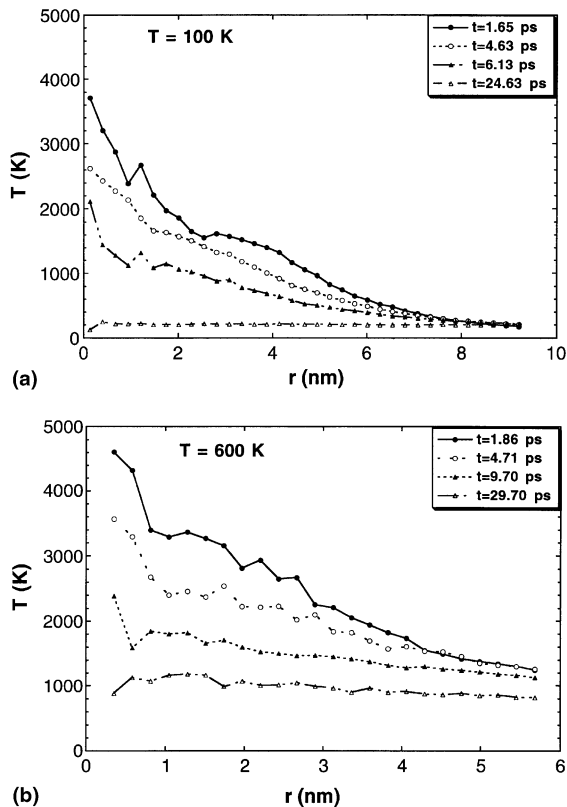 T = 100 K
t=1.65 ps
t=4.63 ps
t=6.13 ps
t=24.63 ps
5000
4000
3000
2000
1000
0
T (K)
0 2 4 6 8 10
(a)
r (nm)
T = 600 K
t=1.86 ps
t=4.71 ps
t=9.70 ps
t=29.70 ps
5000
4000
3000
2000
1000
0
T (K)
0 1 2 3 4 5 6
(b)
r (nm)